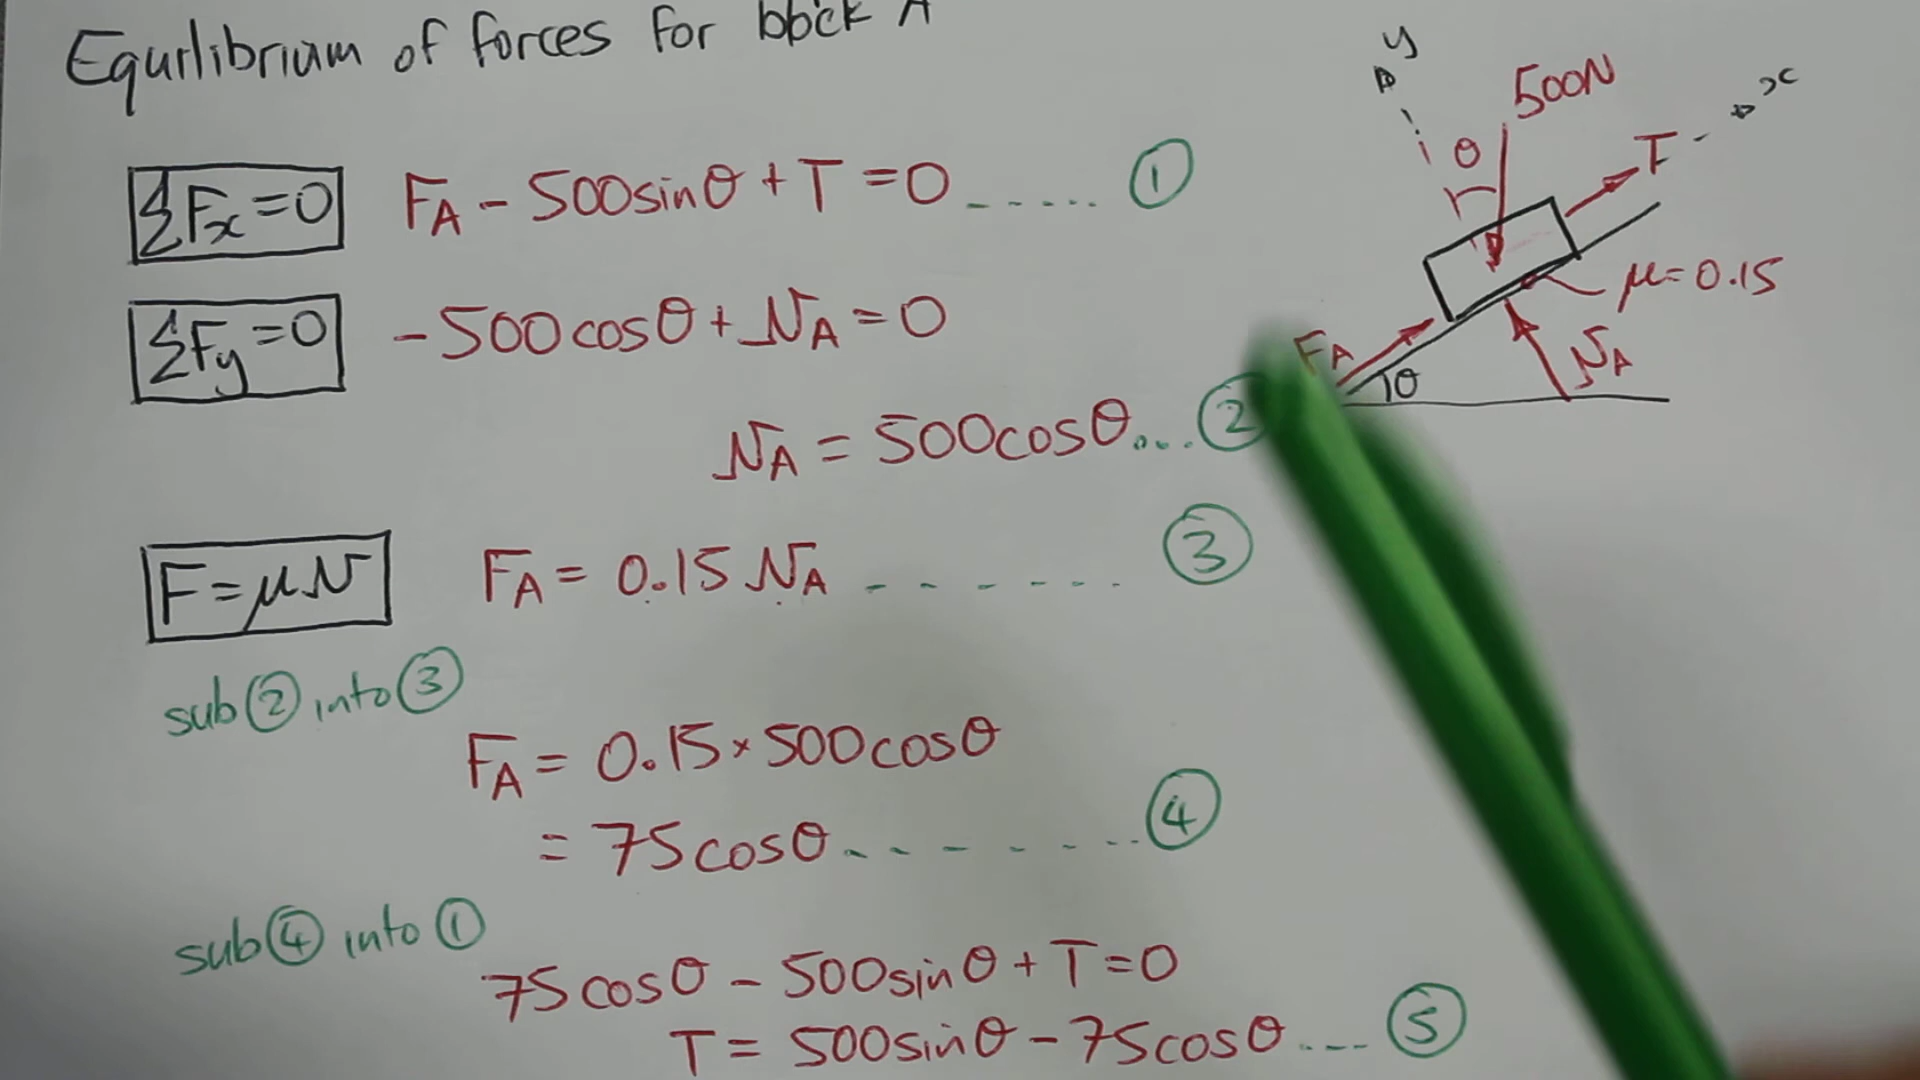 Equilibrium of forces for block A
ΣFx=0 FA - 500sinθ + T = 0 ..... ①
ΣFy=0 -500cosθ + NA = 0
NA = 500cosθ ... ②
F=μN FA = 0.15 NA ....... ③
sub ② into ③
FA = 0.15 × 500cosθ
= 75cosθ ........ ④
sub ④ into ①
75cosθ - 500sinθ + T = 0
T = 500sinθ - 75cosθ .... ⑤
y
x
500N
θ
T
μ=0.15
FA
NA
θ